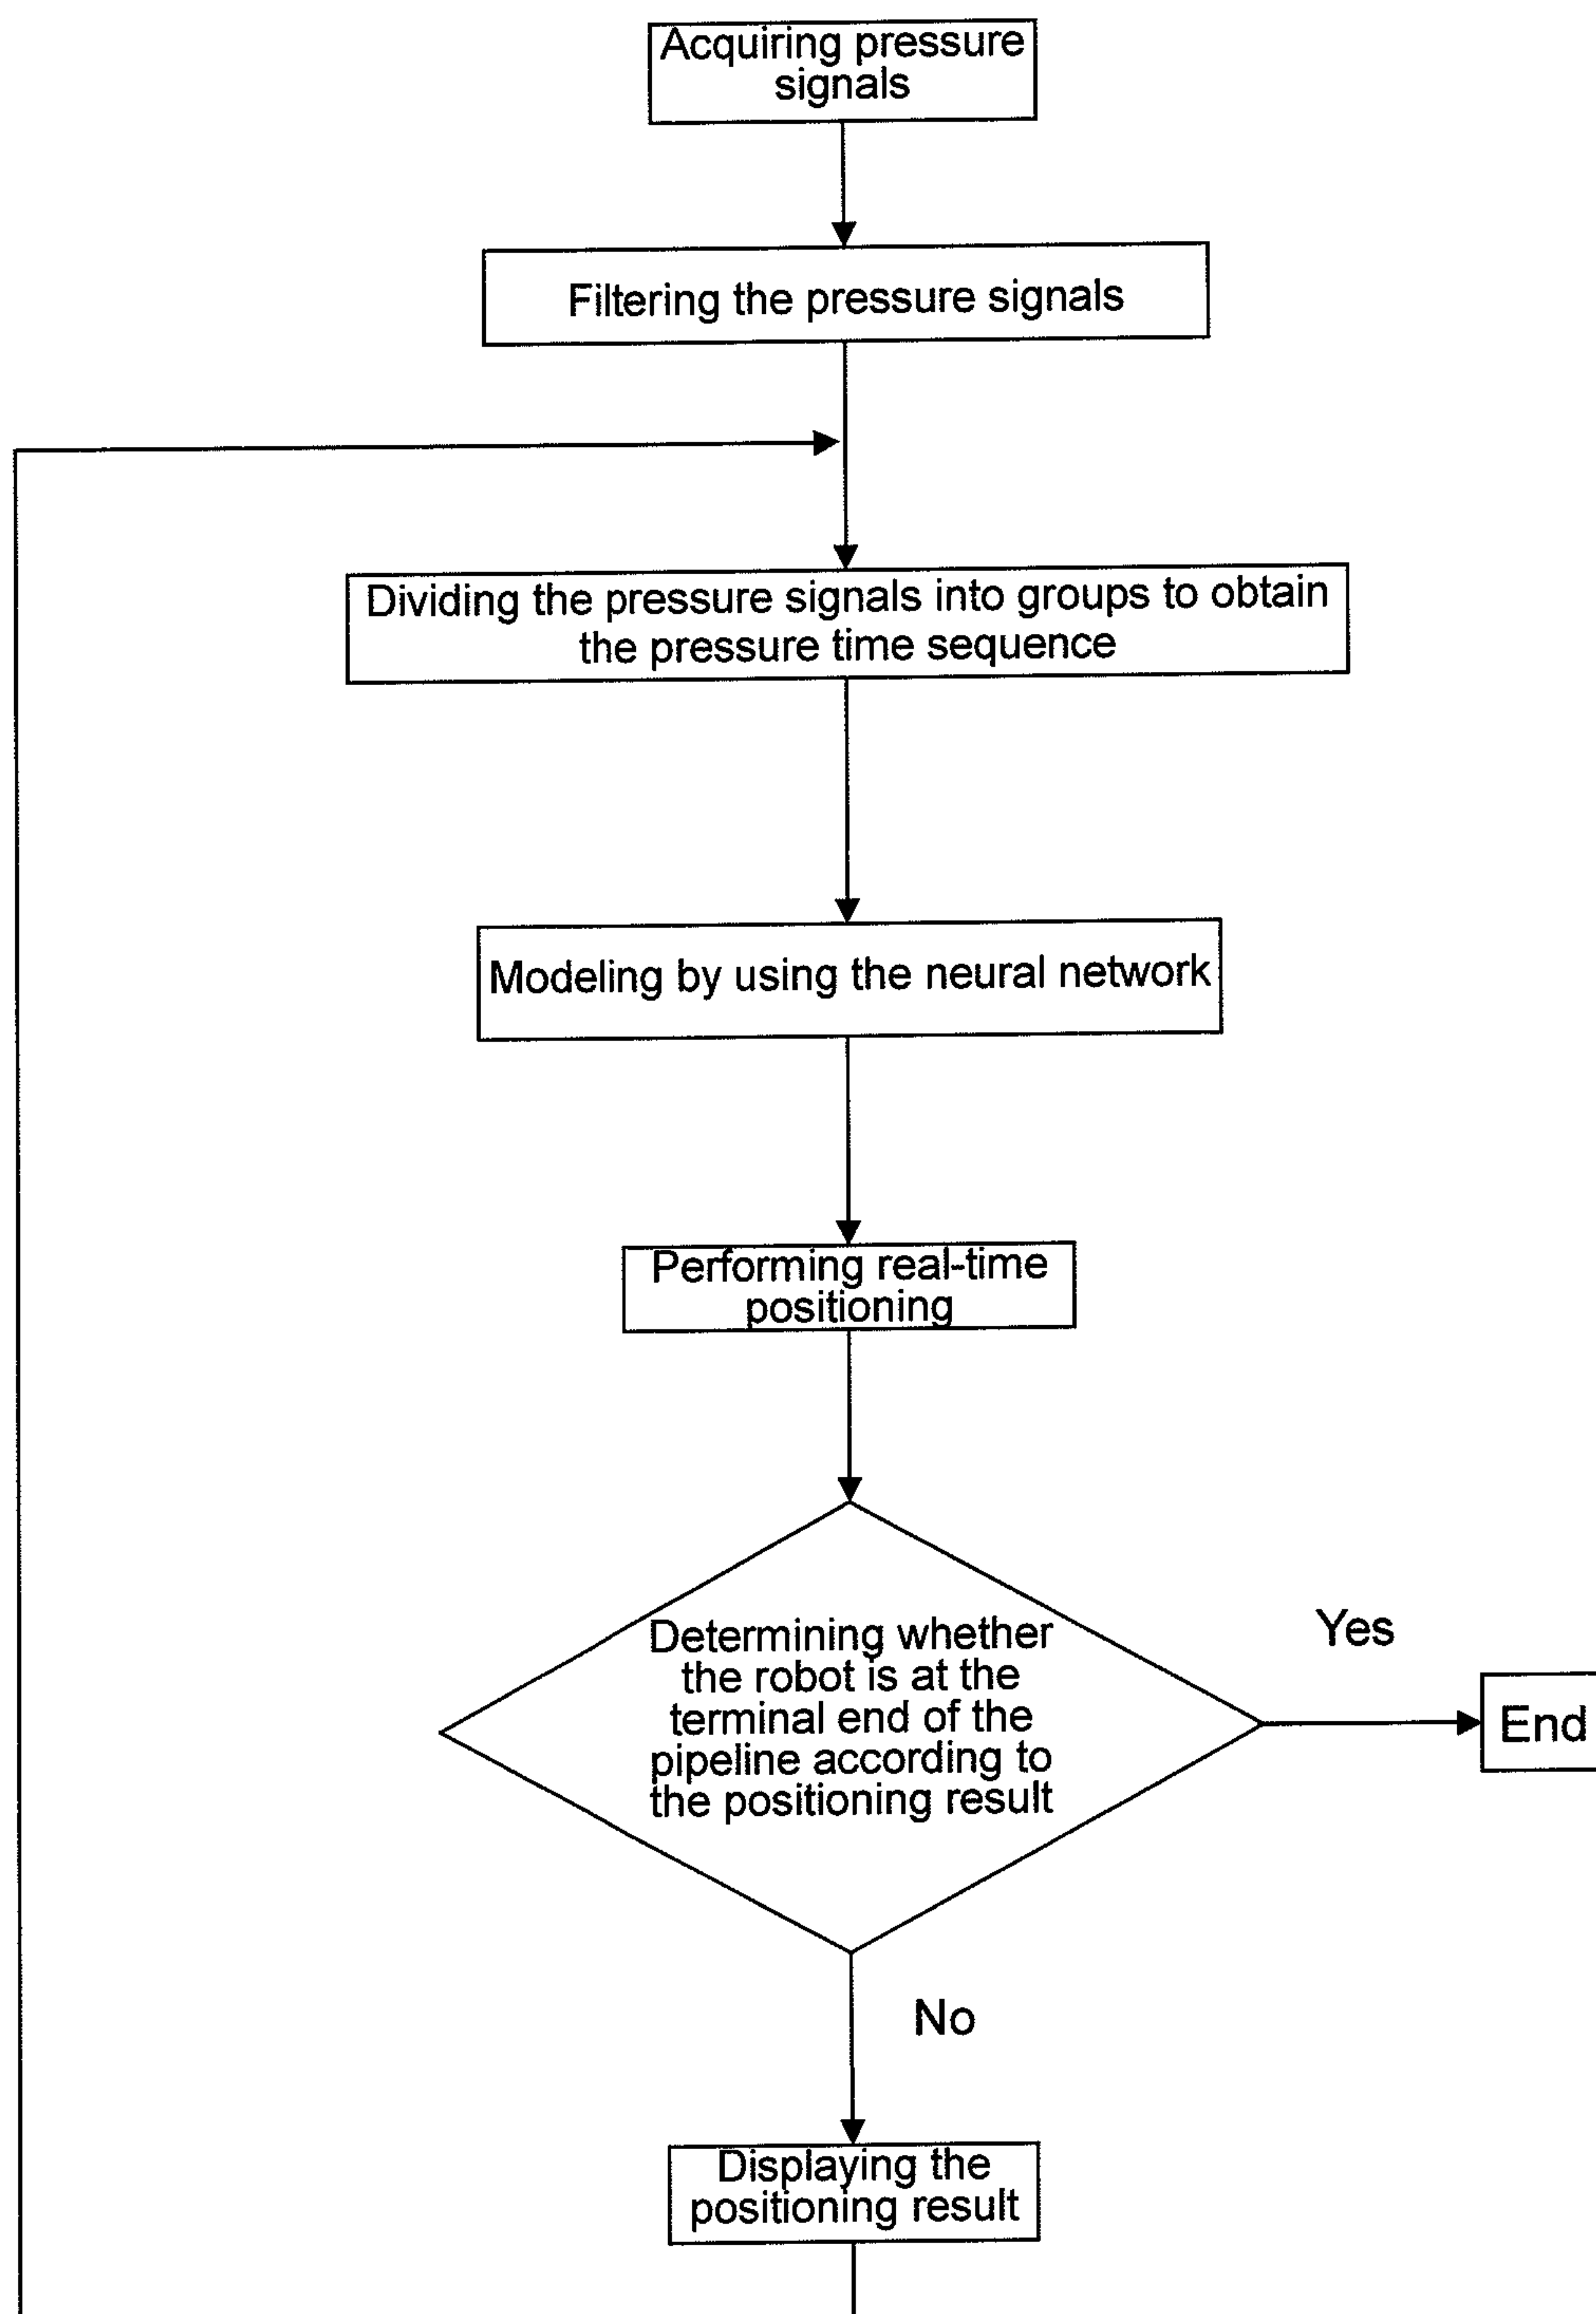 Acquiring pressure
signals
Filtering the pressure signals
Dividing the pressure signals into groups to obtain
the pressure time sequence
Modeling by using the neural network
Performing real-time
positioning
Determining whether
the robot is at the
terminal end of the
pipeline according to
the positioning result
Yes
End
No
Displaying the
positioning result